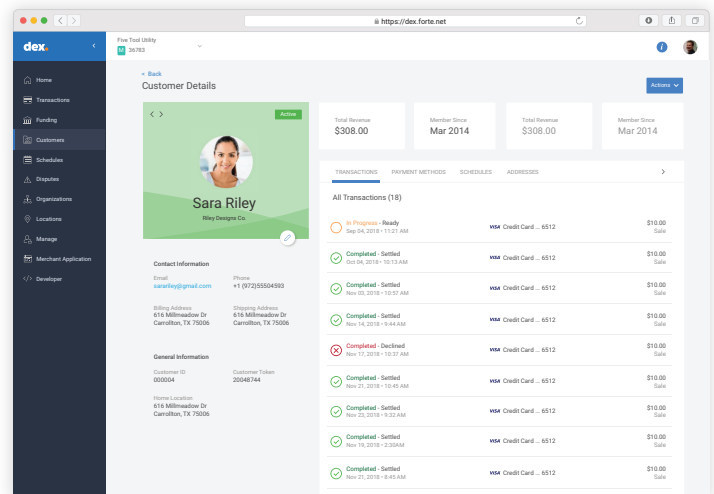 https://dex.forte.net
dex.
Five Tool Utility
M 36783
Home
Transactions
Funding
Customers
Schedules
Disputes
Organizations
Locations
Manage
Merchant Application
</> Developer
< Back
Customer Details
Actions
Active
Sara Riley
Riley Designs Co.
Contact Information
Email
Phone
sarariley@gmail.com
+1 (972)55504593
Billing Address
Shipping Address
616 Millmeadow Dr
616 Millmeadow Dr
Carrollton, TX 75006
Carrollton, TX 75006
General Information
Customer ID
Customer Token
000004
20048744
Home Location
616 Millmeadow Dr
Carrollton, TX 75006
Total Revenue
$308.00
Member Since
Mar 2014
Total Revenue
$308.00
Member Since
Mar 2014
TRANSACTIONS PAYMENT METHODS SCHEDULES ADDRESSES
All Transactions (18)
In Progress - Ready
Sep 04, 2018 • 11:21 AM
VISA Credit Card ... 6512
$10.00
Sale
Completed - Settled
Oct 04, 2018 • 10:13 AM
VISA Credit Card ... 6512
$10.00
Sale
Completed - Settled
Nov 03, 2018 • 10:57 AM
VISA Credit Card ... 6512
$10.00
Sale
Completed - Settled
Nov 14, 2018 • 9:44 AM
VISA Credit Card ... 6512
$10.00
Sale
Completed - Declined
Nov 17, 2018 • 10:37 AM
VISA Credit Card ... 6512
$10.00
Sale
Completed - Settled
Nov 21, 2018 • 10:45 AM
VISA Credit Card ... 6512
$10.00
Sale
Completed - Settled
Nov 23, 2018 • 9:32 AM
VISA Credit Card ... 6512
$10.00
Sale
Completed - Settled
Nov 19, 2018 • 2:30AM
VISA Credit Card ... 6512
$10.00
Sale
Completed - Settled
Nov 21, 2018 • 8:45 AM
VISA Credit Card ... 6512
$10.00
Sale